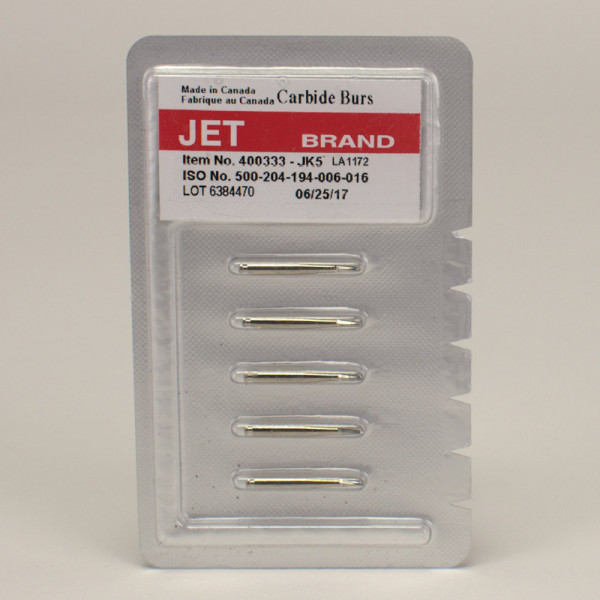 Made in Canada
Fabrique au Canada Carbide Burs
JET BRAND
Item No. 400333 - JK5 LA1172
ISO No. 500-204-194-006-016
LOT 6384470 06/25/17